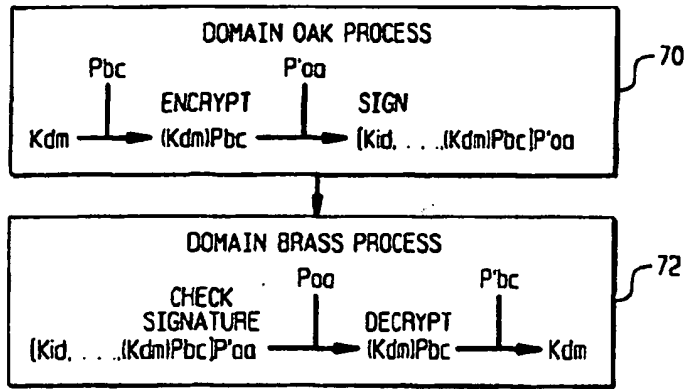 DOMAIN OAK PROCESS
Pbc P'oa
ENCRYPT SIGN
Kdm (Kdm)Pbc [Kid. . . .,(Kdm)Pbc]P'oa
70
DOMAIN BRASS PROCESS
Poa P'bc
CHECK
SIGNATURE DECRYPT
[Kid. . . .,(Kdm)Pbc]P'oa (Kdm)Pbc Kdm
72